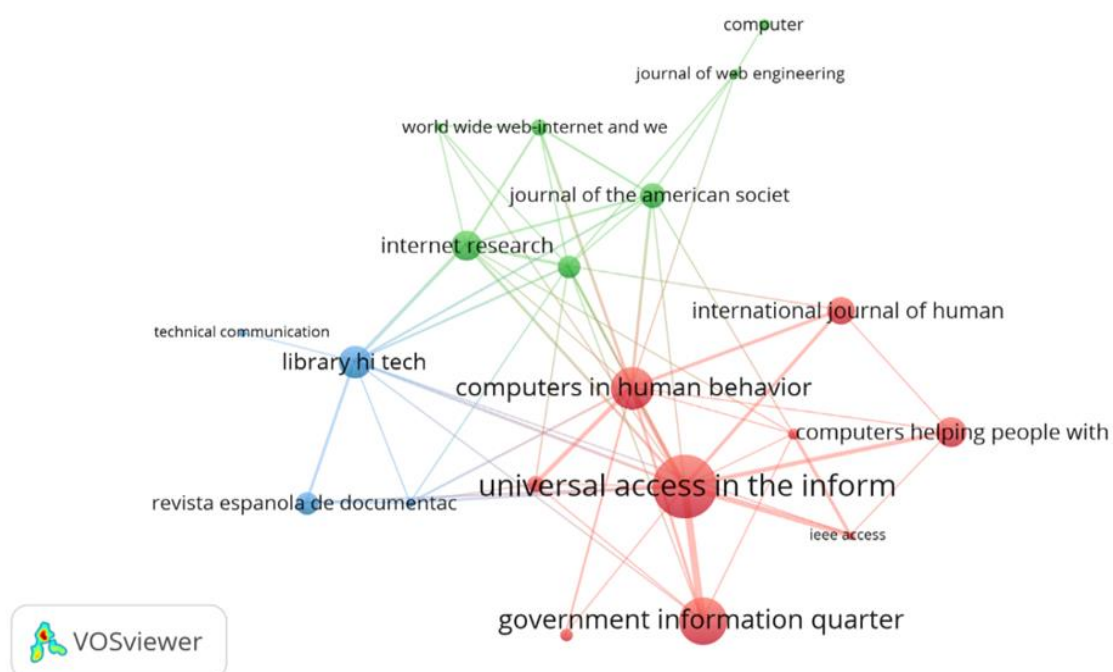 computer
journal of web engineering
world wide web-internet and we
journal of the american societ
internet research
international journal of human
technical communication
library hi tech
computers in human behavior
computers helping people with
universal access in the inform
revista espanola de documentac
ieee access
government information quarter
VOSviewer